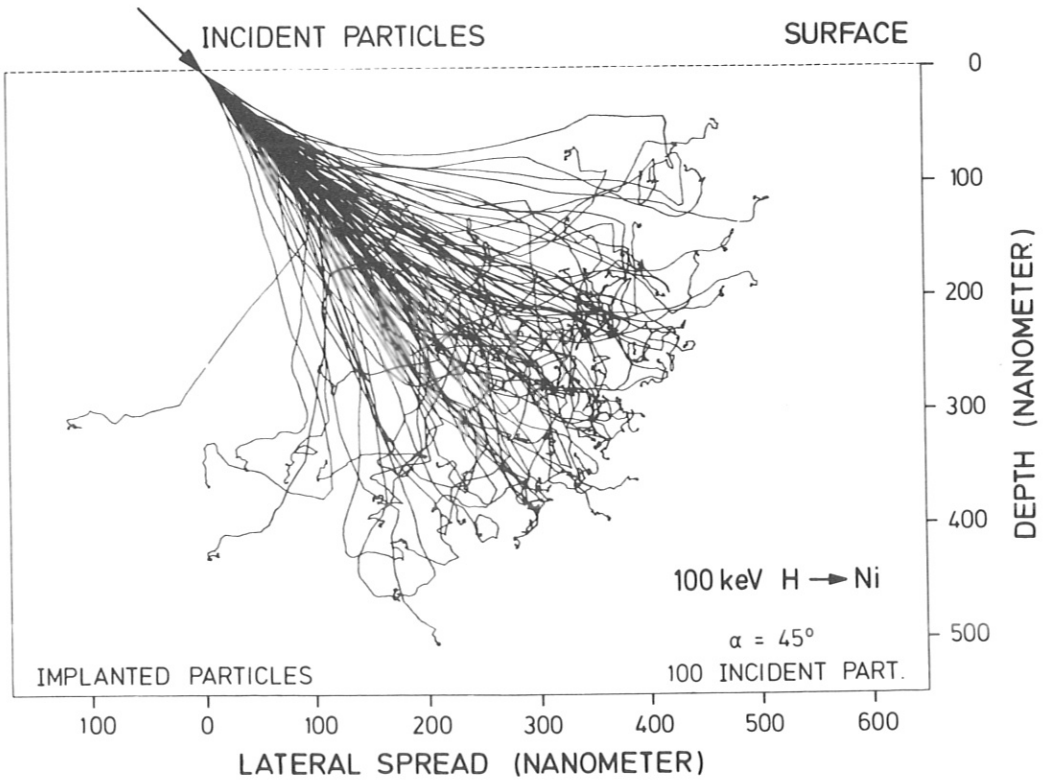 INCIDENT PARTICLES
SURFACE
0
100
200
300
400
500
DEPTH (NANOMETER)
100 keV H → Ni
α = 45°
IMPLANTED PARTICLES
100 INCIDENT PART.
100 0 100 200 300 400 500 600
LATERAL SPREAD (NANOMETER)